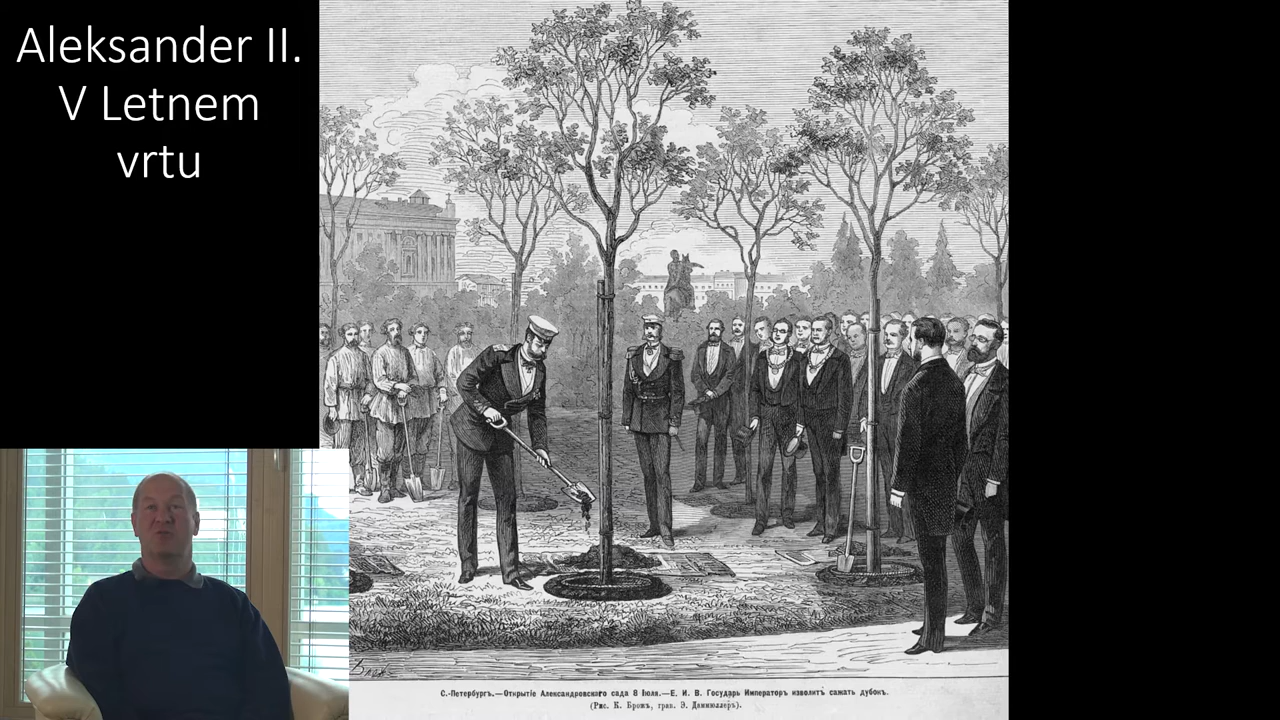 Aleksander II.
V Letnem
vrtu
С.-Петербургъ.—Открытіе Александровскаго сада 8 Іюля.—Е. И. В. Государь Императоръ изволитъ сажать дубокъ.
(Рис. К. Брожъ, грав. Э. Даммюллеръ).